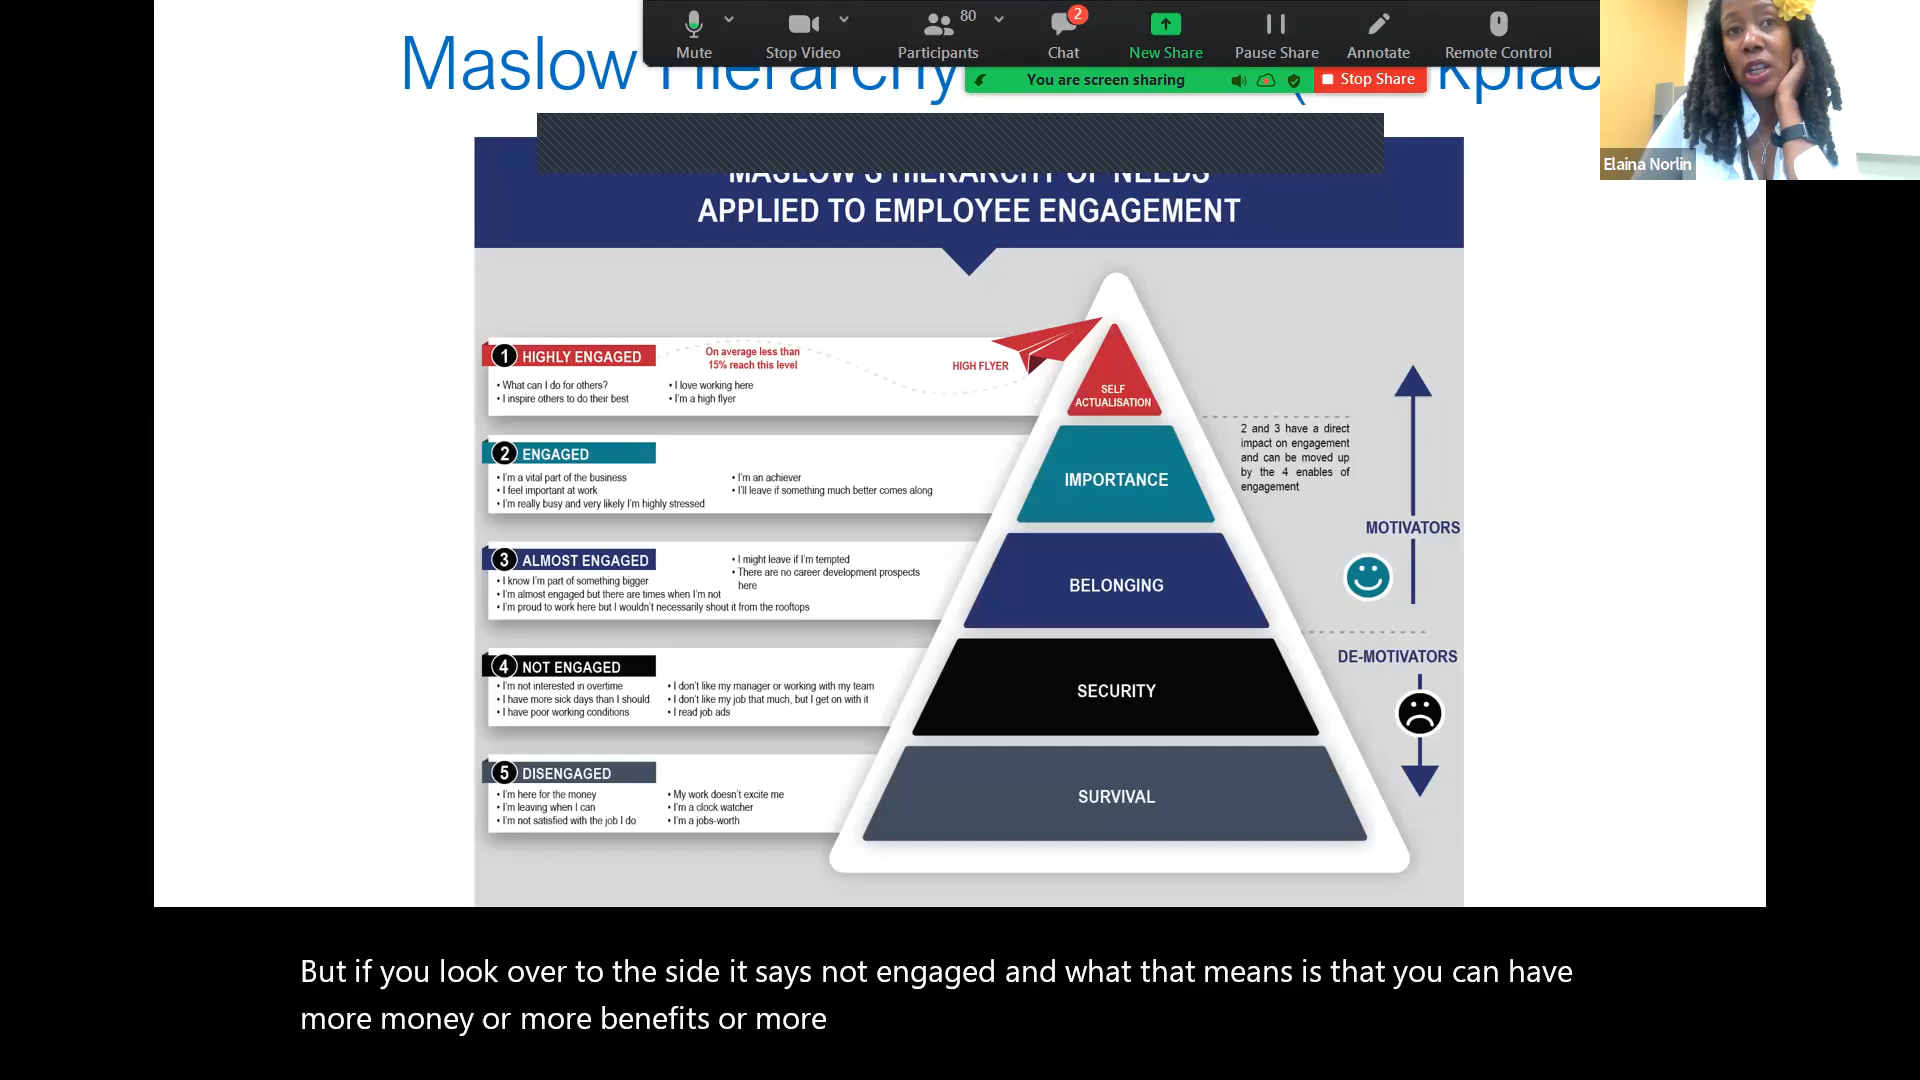 80
2
Mute
Stop Video
Participants
Chat
New Share
Pause Share
Annotate
Remote Control
Maslow Hierarchy
You are screen sharing
Stop Share
Elaina Norlin
MASLOW'S HIERARCHY OF NEEDS
APPLIED TO EMPLOYEE ENGAGEMENT
1 HIGHLY ENGAGED
On average less than
15% reach this level
HIGH FLYER
• What can I do for others?
• I inspire others to do their best
• I love working here
• I'm a high flyer
SELF
ACTUALISATION
2 ENGAGED
• I'm a vital part of the business
• I feel important at work
• I'm really busy and very likely I'm highly stressed
• I'm an achiever
• I'll leave if something much better comes along
IMPORTANCE
2 and 3 have a direct
impact on engagement
and can be moved up
by the 4 enables of
engagement
MOTIVATORS
3 ALMOST ENGAGED
• I know I'm part of something bigger
• I'm almost engaged but there are times when I'm not
• I'm proud to work here but I wouldn't necessarily shout it from the rooftops
• I might leave if I'm tempted
• There are no career development prospects
here
BELONGING
DE-MOTIVATORS
4 NOT ENGAGED
• I'm not interested in overtime
• I have more sick days than I should
• I have poor working conditions
• I don't like my manager or working with my team
• I don't like my job that much, but I get on with it
• I read job ads
SECURITY
5 DISENGAGED
• I'm here for the money
• I'm leaving when I can
• I'm not satisfied with the job I do
• My work doesn't excite me
• I'm a clock watcher
• I'm a jobs-worth
SURVIVAL
But if you look over to the side it says not engaged and what that means is that you can have
more money or more benefits or more